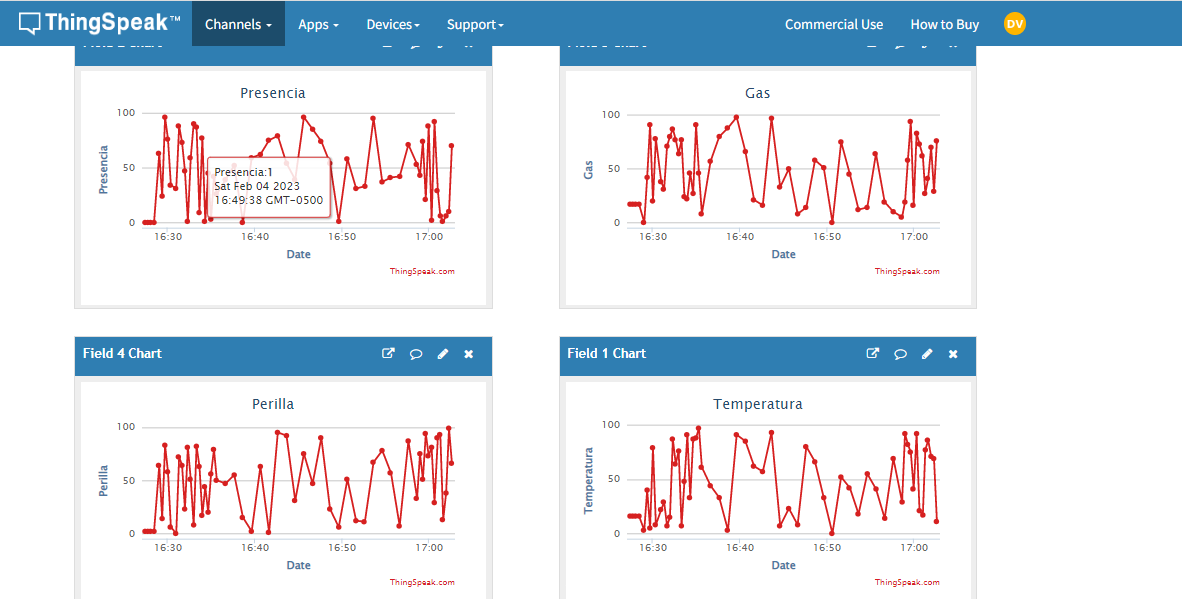 ThingSpeak™ Channels Apps Devices Support Commercial Use How to Buy DV
Presencia
100
50
0
Presencia
Presencia:1
Sat Feb 04 2023
16:49:38 GMT-0500
16:30 16:40 16:50 17:00
Date
ThingSpeak.com
Gas
100
50
0
Gas
16:30 16:40 16:50 17:00
Date
ThingSpeak.com
Field 4 Chart
Perilla
100
50
0
Perilla
16:30 16:40 16:50 17:00
Date
ThingSpeak.com
Field 1 Chart
Temperatura
100
50
0
Temperatura
16:30 16:40 16:50 17:00
Date
ThingSpeak.com